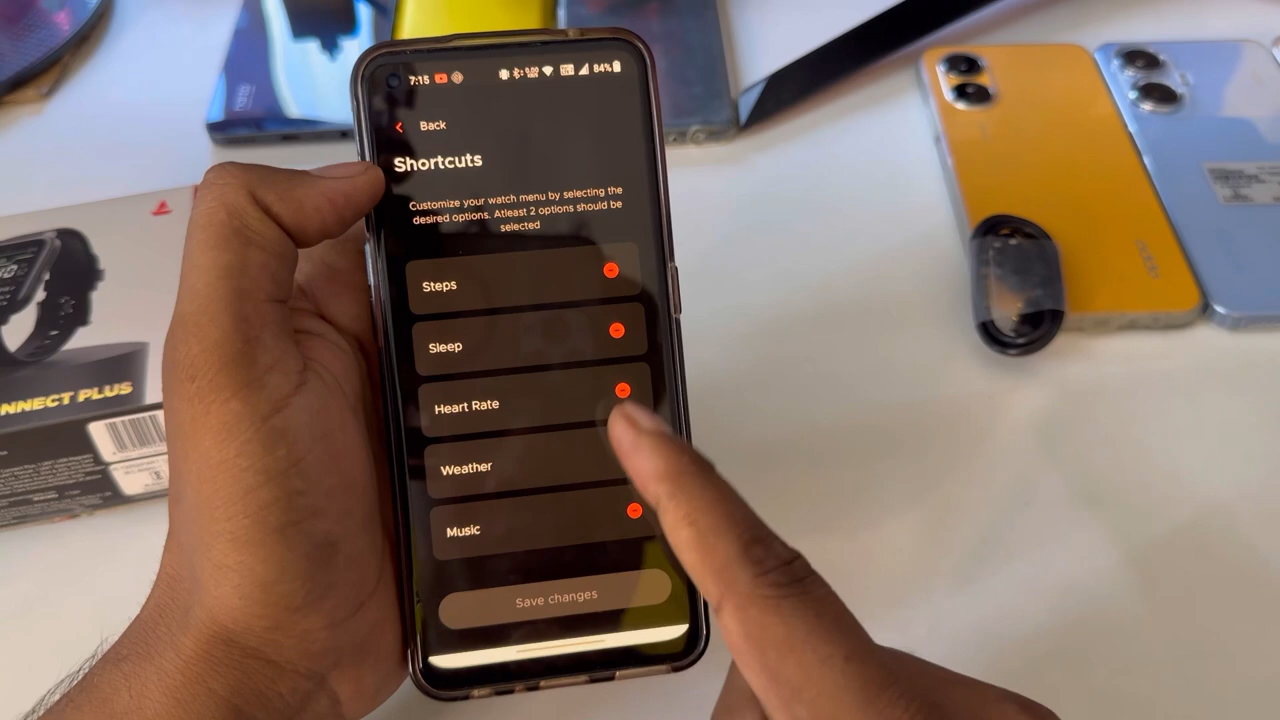 7:15
84%
Back
Shortcuts
Customize your watch menu by selecting the
desired options. Atleast 2 options should be
selected
Steps
Sleep
Heart Rate
Weather
Music
Save changes
NNECT PLUS